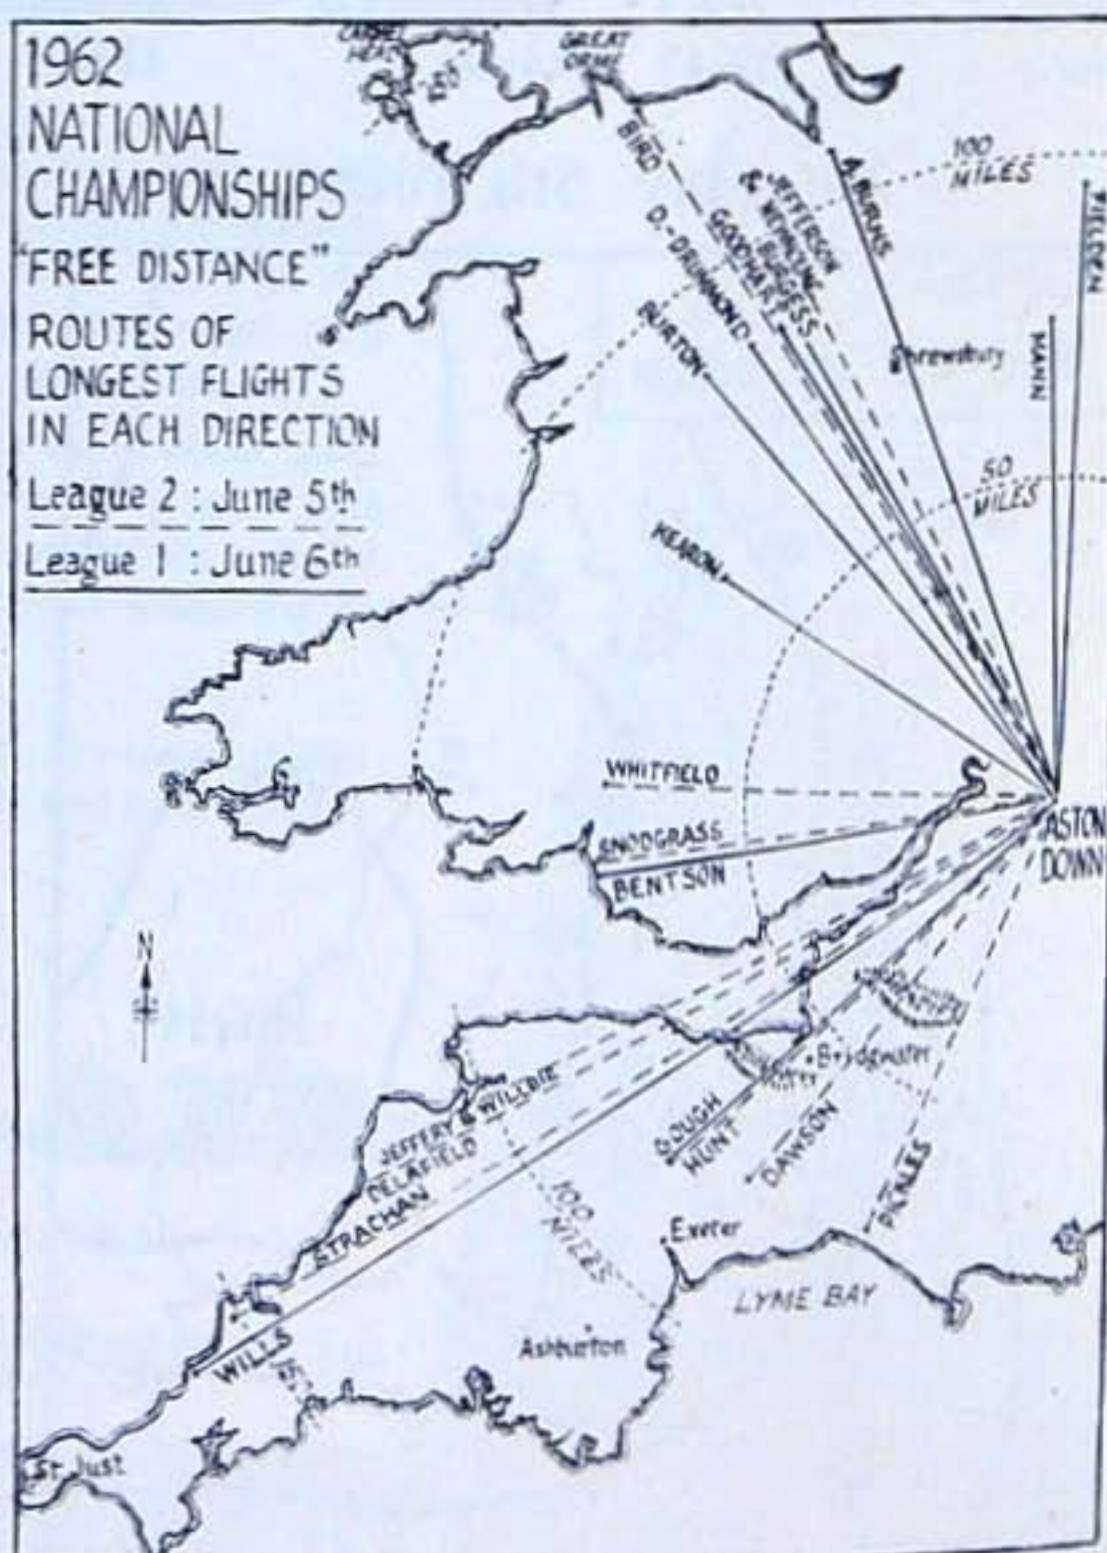 1962
NATIONAL
CHAMPIONSHIPS
"FREE DISTANCE"
ROUTES OF
LONGEST FLIGHTS
IN EACH DIRECTION
League 2 : June 5th
League 1 : June 6th
GREAT
ORME
BIRD
D. DRUMMOND
BURTON
GOODHART
& JEFFERSON
BURGESS
A. BURNS
100
MILES
FIELDEN
MANN
Shrewsbury
50
MILES
KEARON
WHITFIELD
SNODGRASS
BENTSON
ASTON
DOWN
N
Bridgwater
JEFFERY & WILLBIE
DELAFIELD
STRACHAN
WILLS
GOUGH
HUNT
DAWSON
100
MILES
Exeter
LYME BAY
Ashburton
St Just